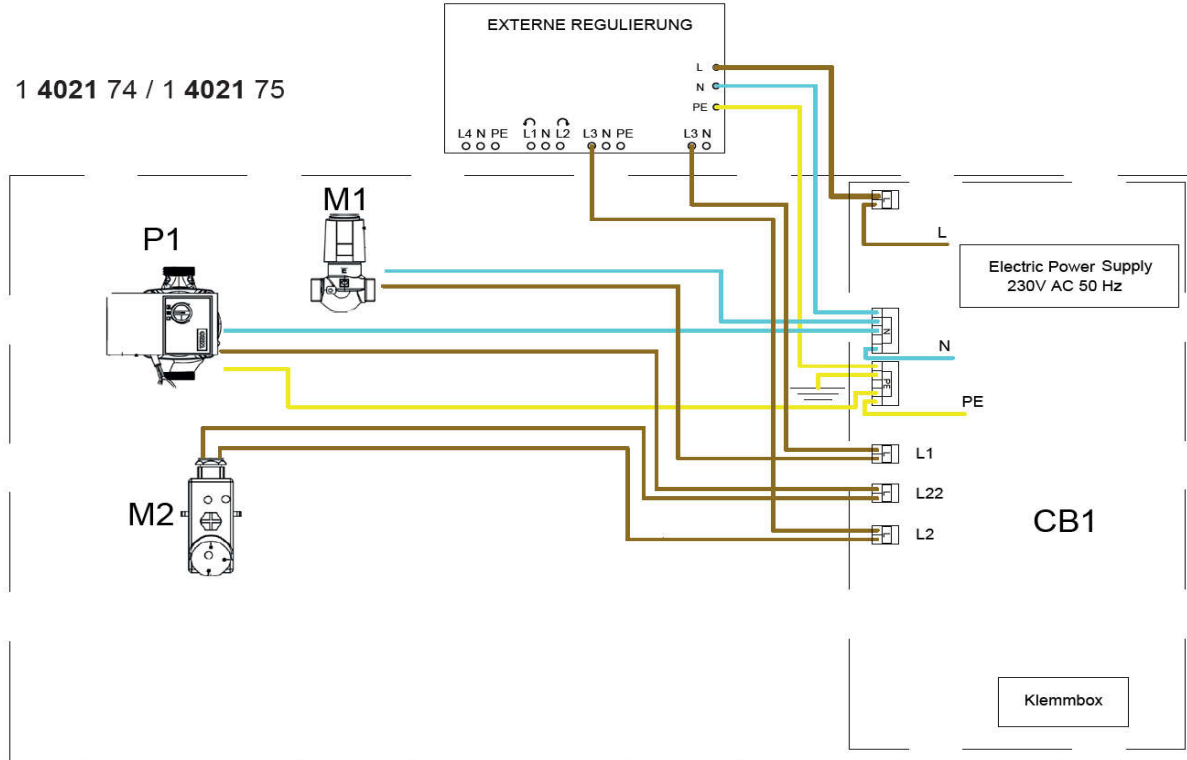 EXTERNE REGULIERUNG
1 4021 74 / 1 4021 75
L
N
PE
L4 N PE L1 N L2 L3 N PE L3 N
M1
P1
L
L
Electric Power Supply
230V AC 50 Hz
N
N
PE
PE
L L1
L L22
M2
L L2
CB1
Klemmbox